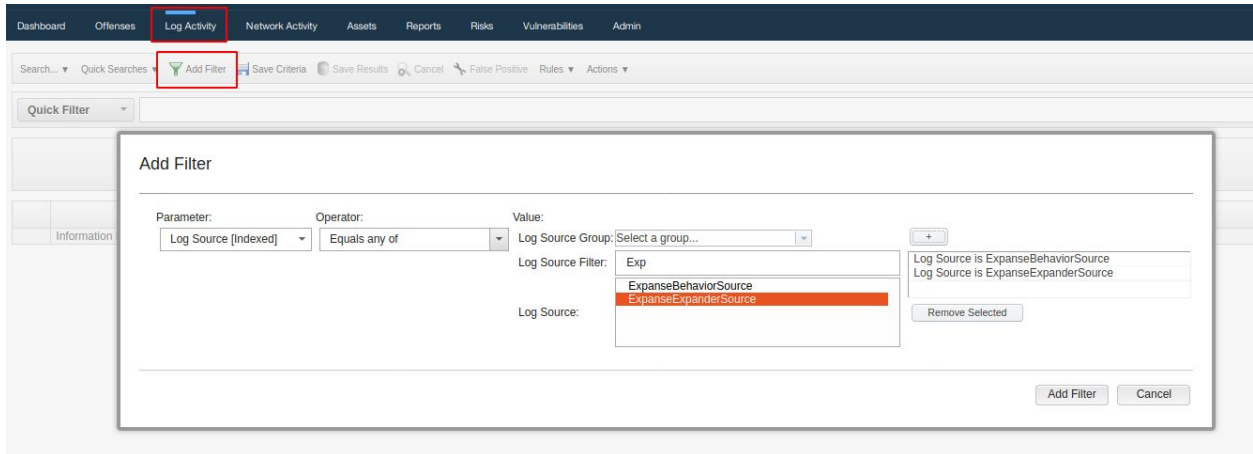 Dashboard Offenses Log Activity Network Activity Assets Reports Risks Vulnerabilities Admin
Search... Quick Searches Add Filter Save Criteria Save Results Cancel False Positive Rules Actions
Quick Filter
Add Filter
Parameter: Operator: Value:
Log Source [Indexed] Equals any of Log Source Group: Select a group... +
Information
Log Source Filter: Exp
Log Source is ExpanseBehaviorSource
Log Source is ExpanseExpanderSource
ExpanseBehaviorSource
ExpanseExpanderSource
Log Source: Remove Selected
Add Filter Cancel